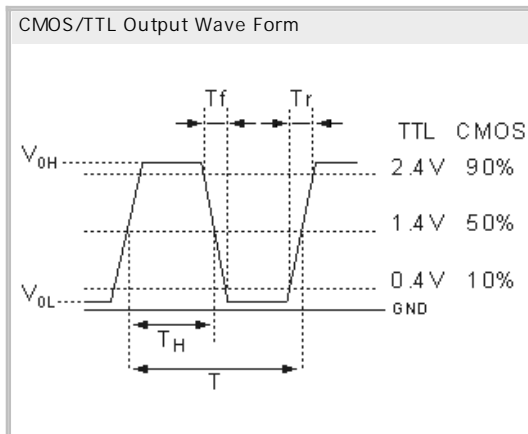 CMOS/TTL Output Wave Form
Tf Tr
TTL CMOS
V0H 2.4V 90%
1.4V 50%
0.4V 10%
V0L GND
TH
T